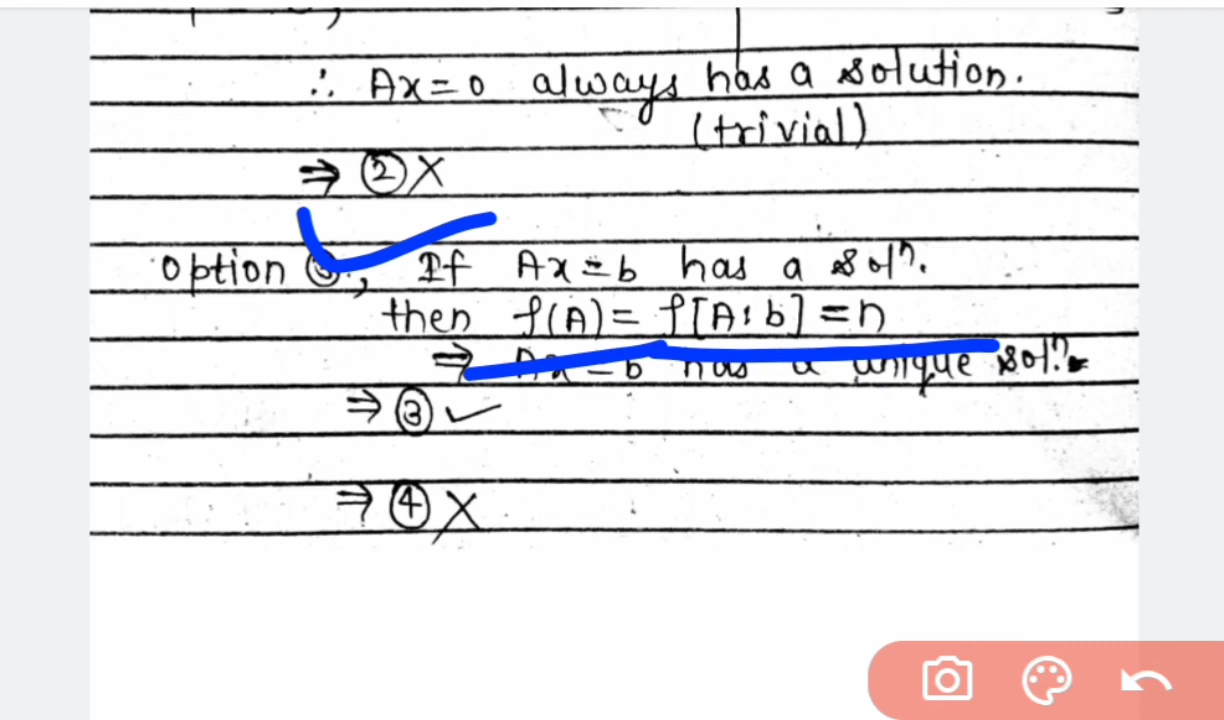 ∴ Ax=0 always has a solution.
(trivial)
⇒ ② X
option ③, If Ax=b has a solⁿ.
then ρ(A)= ρ[A:b] =n
⇒ Ax=b has a unique solⁿ.
⇒ ③ ✓
⇒ ④ X